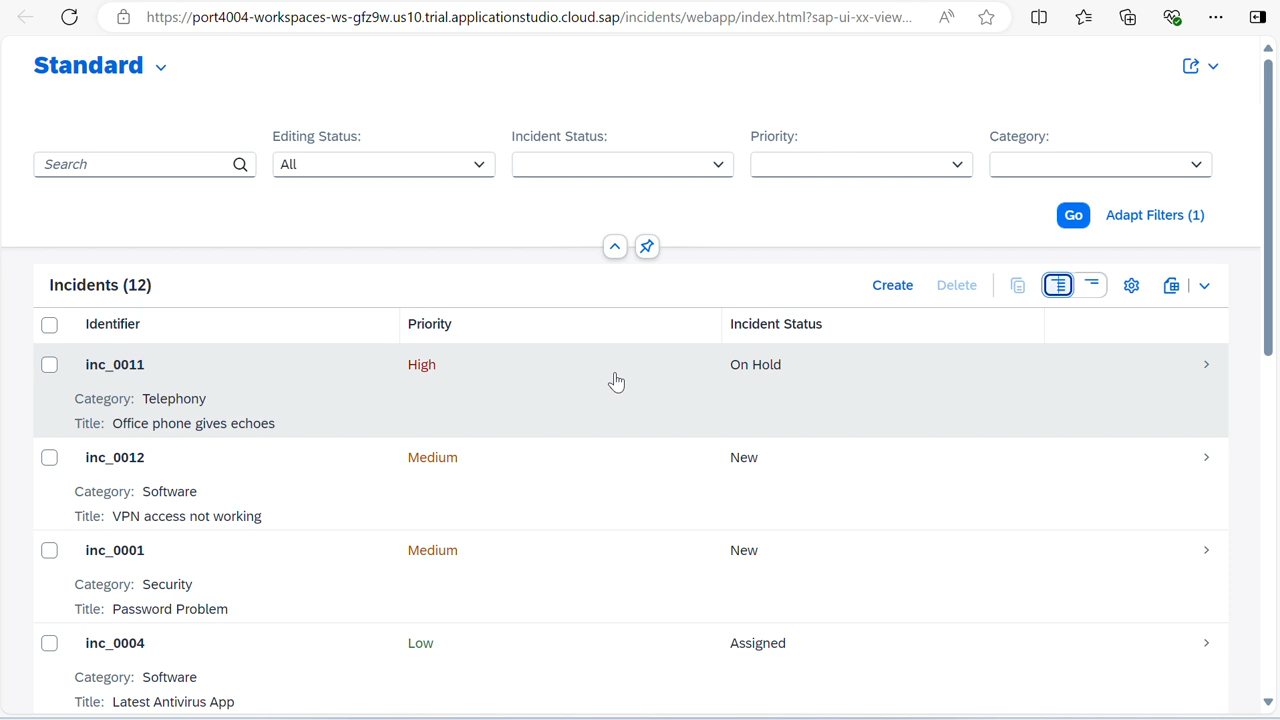 https://port4004-workspaces-ws-gfz9w.us10.trial.applicationstudio.cloud.sap/incidents/webapp/index.html?sap-ui-xx-view...
Standard
Editing Status: Incident Status: Priority: Category:
Search All
Go Adapt Filters (1)
Incidents (12) Create Delete
Identifier Priority Incident Status
inc_0011 High On Hold
Category: Telephony
Title: Office phone gives echoes
inc_0012 Medium New
Category: Software
Title: VPN access not working
inc_0001 Medium New
Category: Security
Title: Password Problem
inc_0004 Low Assigned
Category: Software
Title: Latest Antivirus App